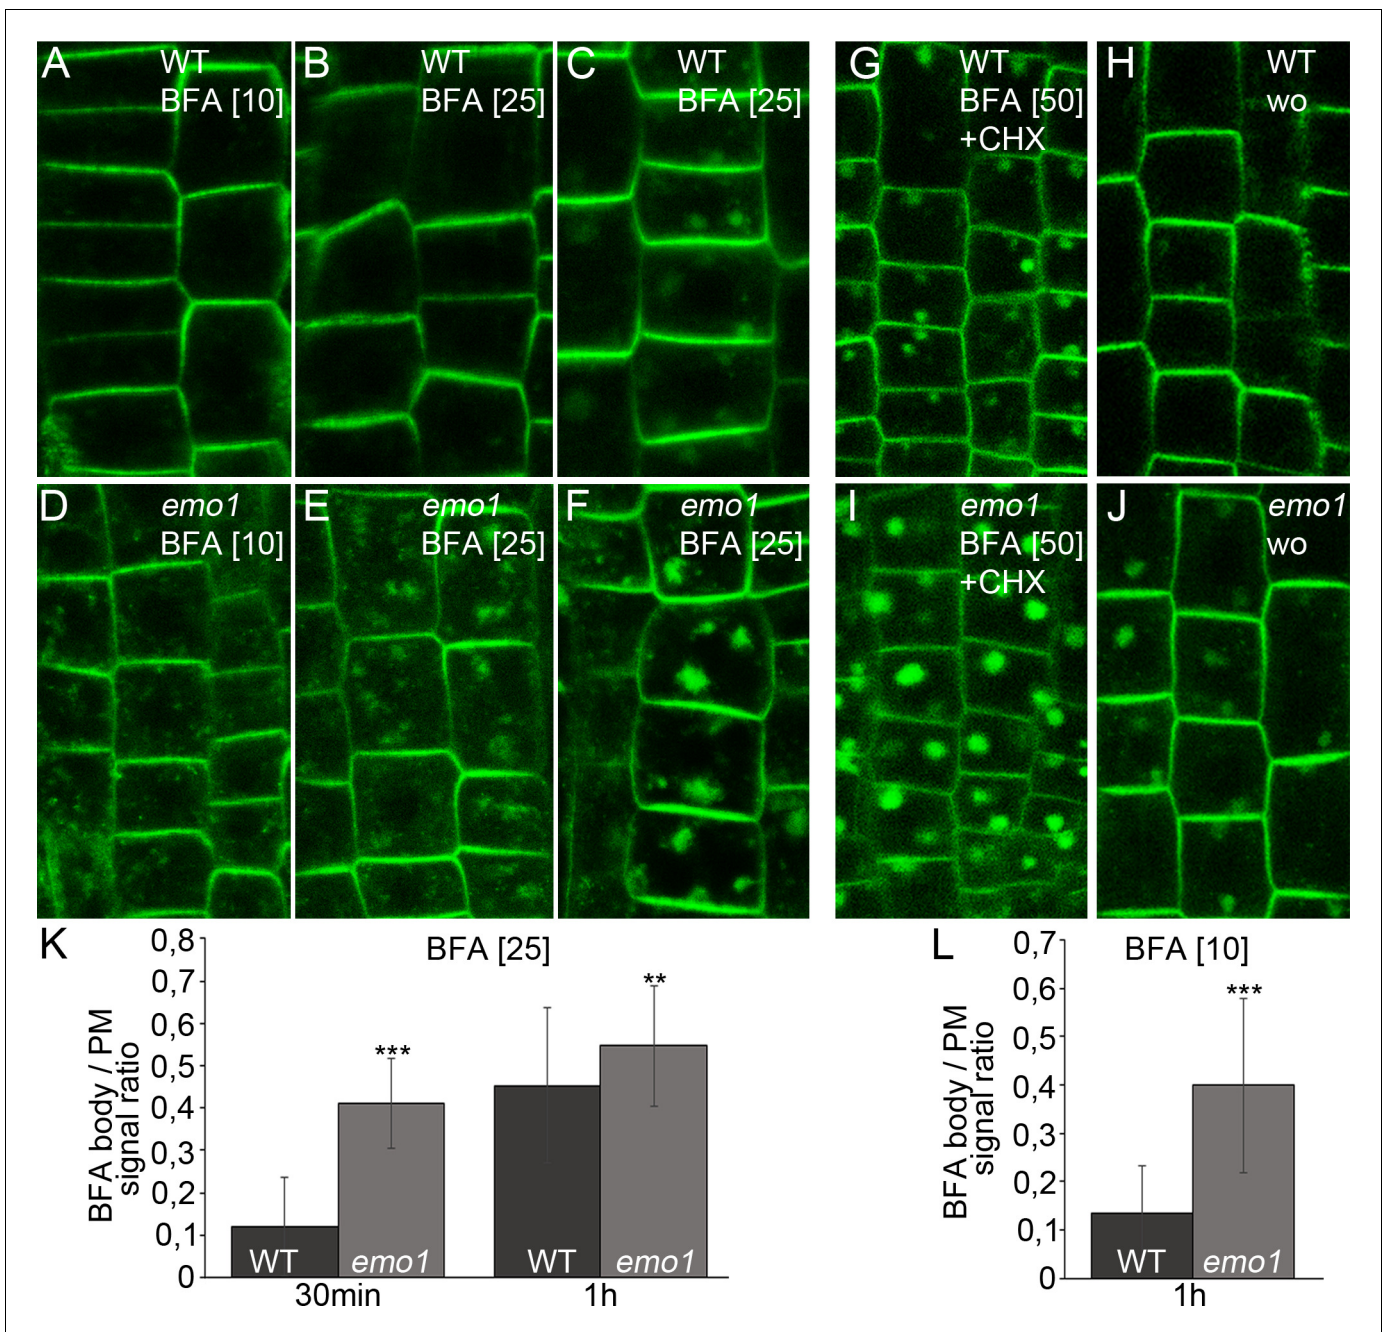 A
WT
BFA [10]
B
WT
BFA [25]
C
WT
BFA [25]
G
WT
BFA [50]
+CHX
H
WT
wo
D
emo1
BFA [10]
E
emo1
BFA [25]
F
emo1
BFA [25]
I
emo1
BFA [50]
+CHX
J
emo1
wo
K
BFA [25]
BFA body / PM
signal ratio
0,8
0,7
0,6
0,5
0,4
0,3
0,2
0,1
0
***
**
WT
emo1
WT
emo1
30min
1h
L
BFA [10]
BFA body / PM
signal ratio
0,7
0,6
0,5
0,4
0,3
0,2
0,1
0
***
WT
emo1
1h